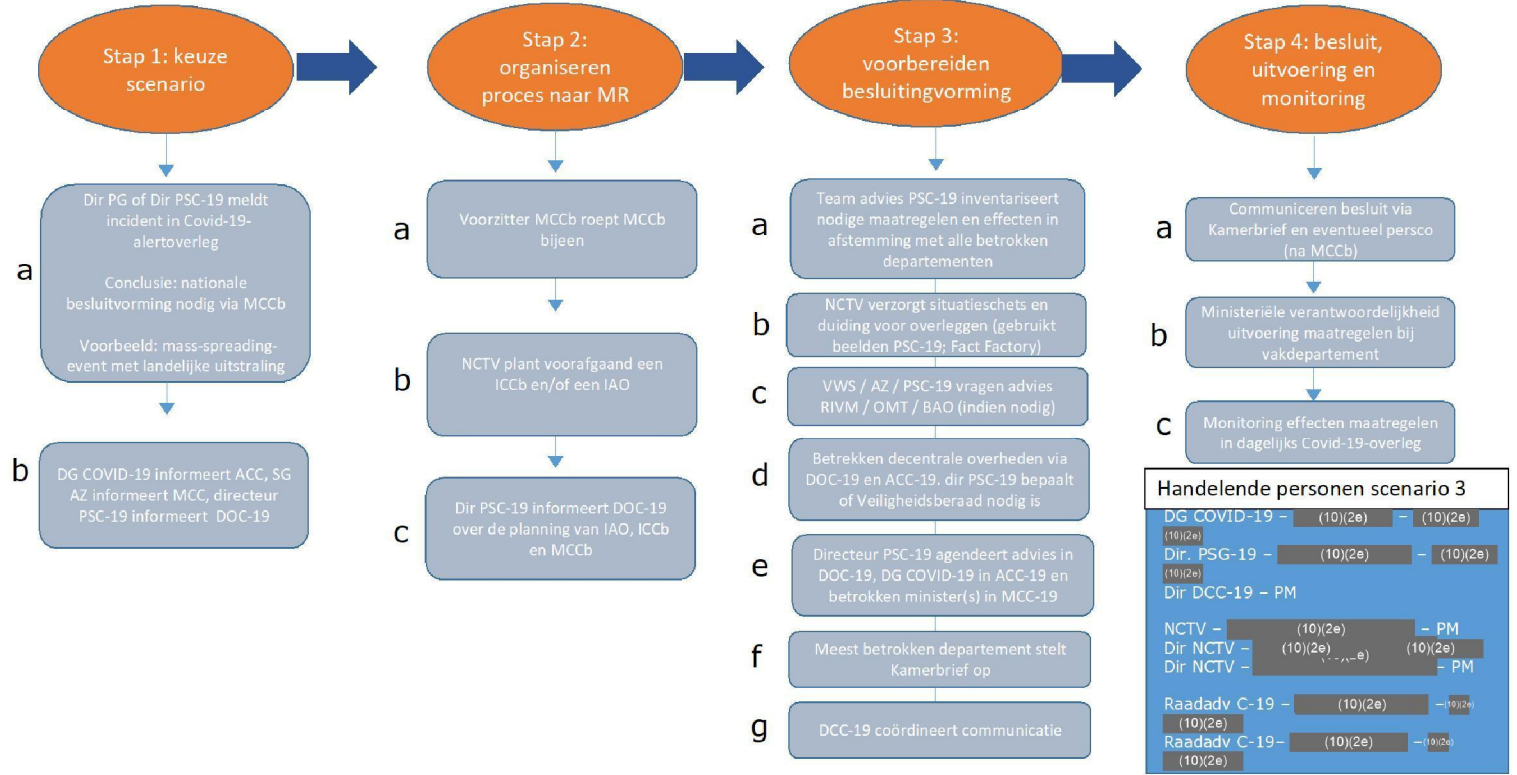 Stap 1: keuze
scenario
a
Dir PG of Dir PSC-19 meldt
incident in Covid-19-
alertoverleg
Conclusie: nationale
besluitvorming nodig via MCCb
Voorbeeld: mass-spreading-
event met landelijke uitstraling
b
DG COVID-19 informeert ACC, SG
AZ informeert MCC, directeur
PSC-19 informeert DOC-19
Stap 2:
organiseren
proces naar MR
a
Voorzitter MCCb roept MCCb
bijeen
b
NCTV plant voorafgaand een
ICCb en/of een IAO
c
Dir PSC-19 informeert DOC-19
over de planning van IAO, ICCb
en MCCb
Stap 3:
voorbereiden
besluitingvorming
a
Team advies PSC-19 inventariseert
nodige maatregelen en effecten in
afstemming met alle betrokken
departementen
b
NCTV verzorgt situatieschets en
duiding voor overleggen (gebruikt
beelden PSC-19; Fact Factory)
c
VWS / AZ / PSC-19 vragen advies
RIVM / OMT / BAO (indien nodig)
d
Betrekken decentrale overheden via
DOC-19 en ACC-19. dir PSC-19 bepaalt
of Veiligheidsberaad nodig is
e
Directeur PSC-19 agendeert advies in
DOC-19, DG COVID-19 in ACC-19 en
betrokken minister(s) in MCC-19
f
Meest betrokken departement stelt
Kamerbrief op
g
DCC-19 coördineert communicatie
Stap 4: besluit,
uitvoering en
monitoring
a
Communiceren besluit via
Kamerbrief en eventueel persco
(na MCCb)
b
Ministeriële verantwoordelijkheid
uitvoering maatregelen bij
vakdepartement
c
Monitoring effecten maatregelen
in dagelijks Covid-19-overleg
Handelende personen scenario 3
DG COVID-19 – (10)(2e) – (10)(2e)
(10)(2e)
Dir. PSG-19 – (10)(2e) – (10)(2e)
(10)(2e)
Dir DCC-19 – PM
NCTV – (10)(2e) – PM
Dir NCTV – (10)(2e) (10)(2e)
Dir NCTV – – PM
Raadadv C-19 – (10)(2e) –(10)(2e)
(10)(2e)
Raadadv C-19– (10)(2e) –(10)(2e)
(10)(2e)